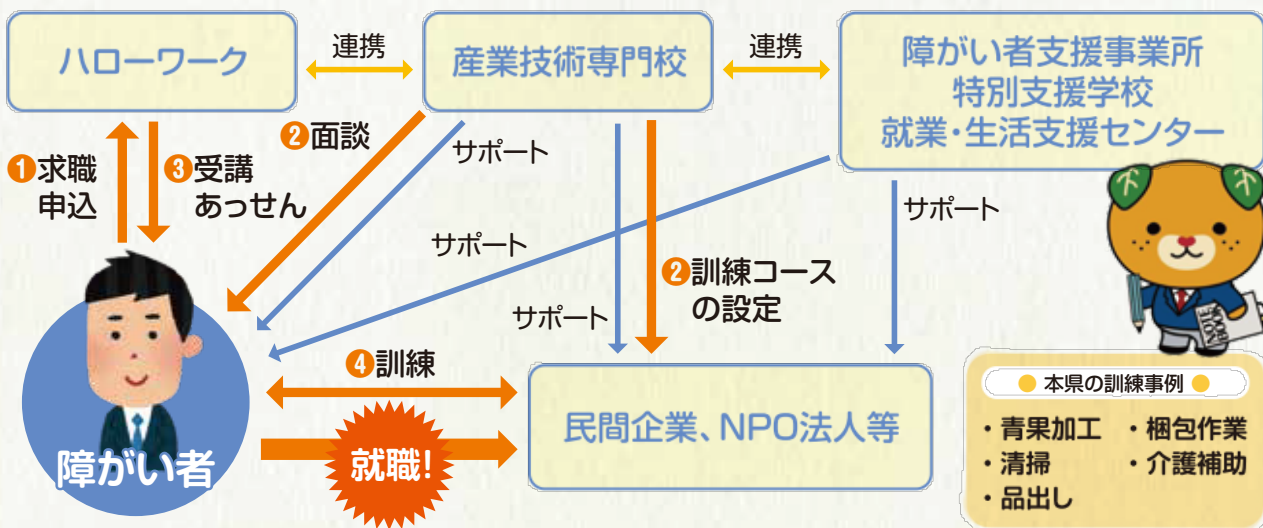 ハローワーク
連携
産業技術専門校
連携
障がい者支援事業所
特別支援学校
就業・生活支援センター
❶求職
申込
❸受講
あっせん
❷面談
サポート
サポート
サポート
❷訓練コース
の設定
サポート
NOTE
BOOK
❹訓練
就職!
障がい者
民間企業、NPO法人等
● 本県の訓練事例 ●
・青果加工 ・梱包作業
・清掃 ・介護補助
・品出し